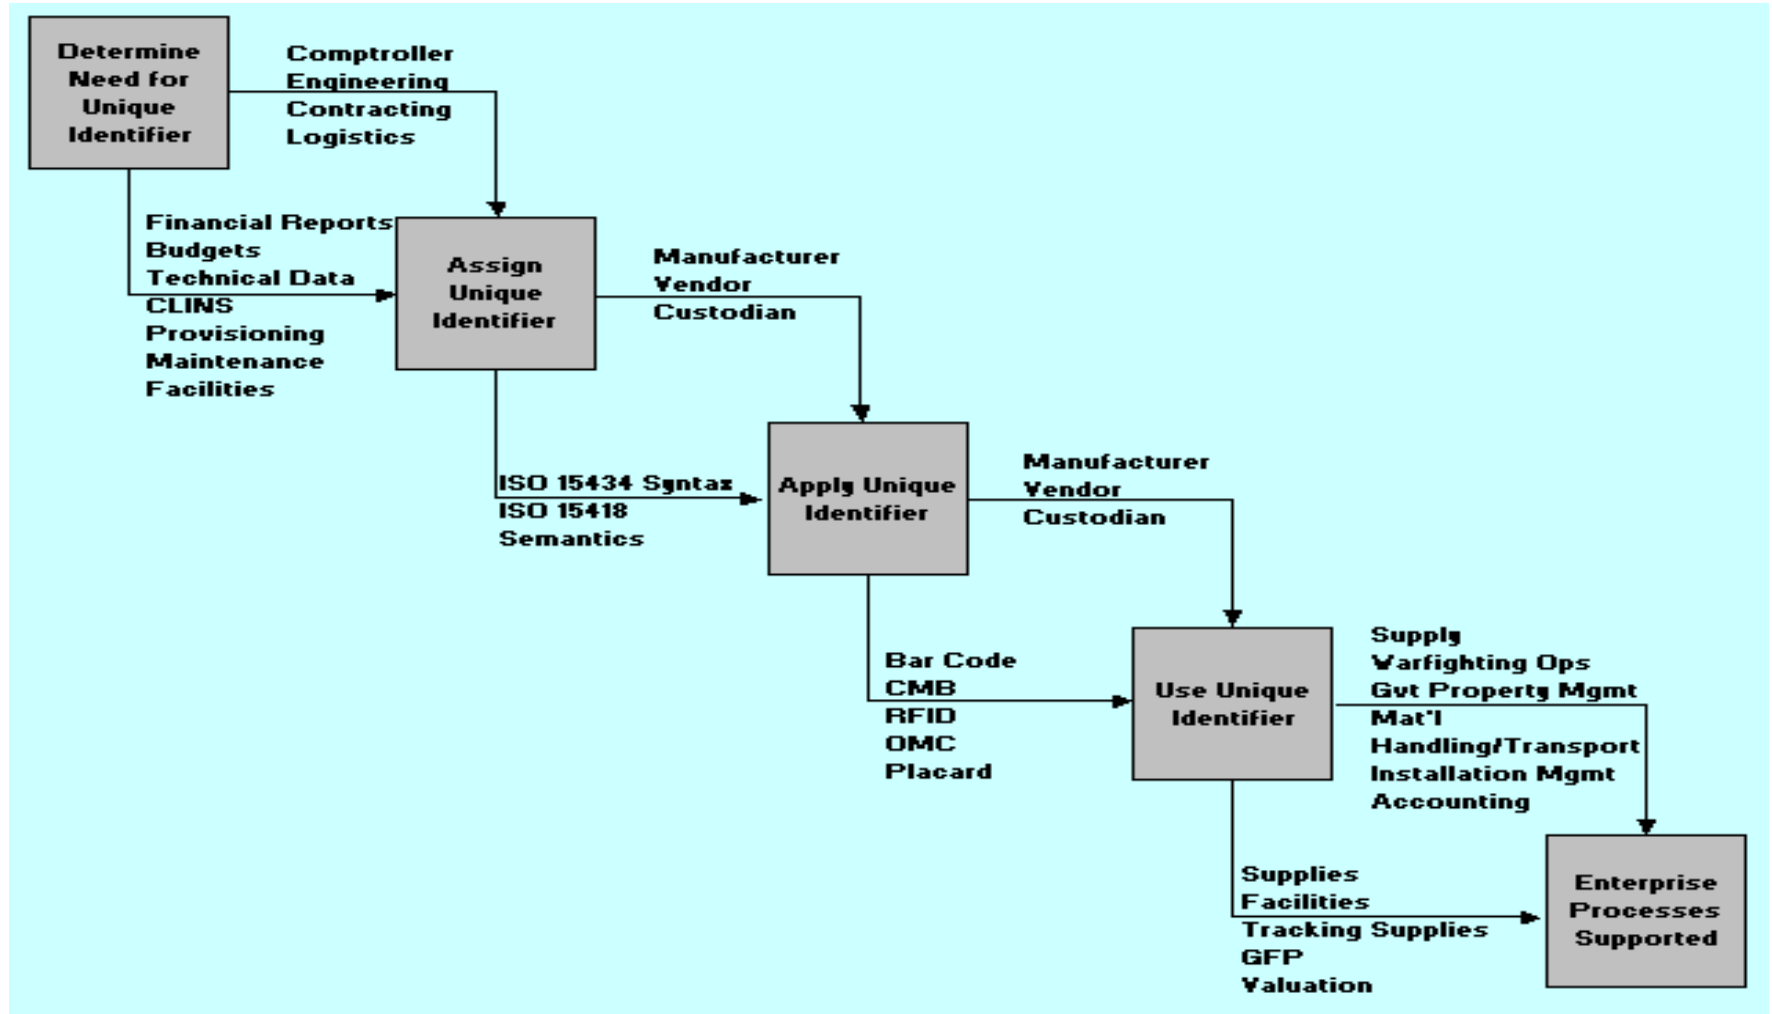 Determine
Need for
Unique
Identifier
Comptroller
Engineering
Contracting
Logistics
Financial Reports
Budgets
Technical Data
CLINS
Provisioning
Maintenance
Facilities
Assign
Unique
Identifier
Manufacturer
Vendor
Custodian
ISO 15434 Syntax
ISO 15418
Semantics
Apply Unique
Identifier
Manufacturer
Vendor
Custodian
Bar Code
CMB
RFID
OMC
Placard
Use Unique
Identifier
Supply
Warfighting Ops
Gvt Property Mgmt
Mat'l
Handling/Transport
Installation Mgmt
Accounting
Supplies
Facilities
Tracking Supplies
GFP
Valuation
Enterprise
Processes
Supported